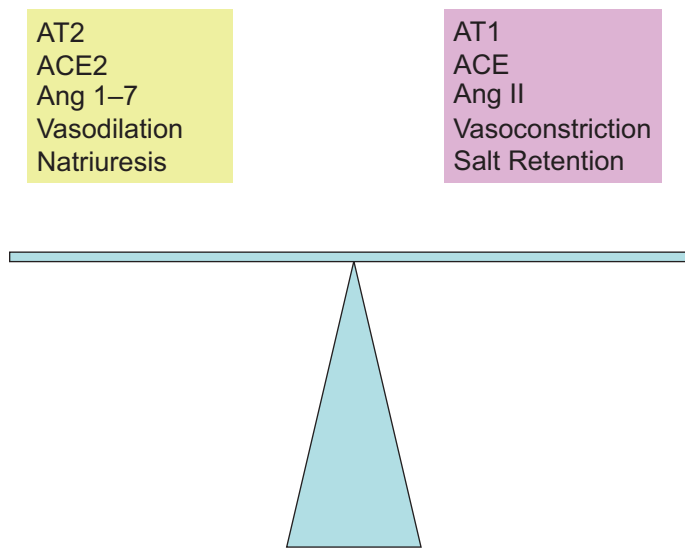 AT2
ACE2
Ang 1–7
Vasodilation
Natriuresis
AT1
ACE
Ang II
Vasoconstriction
Salt Retention